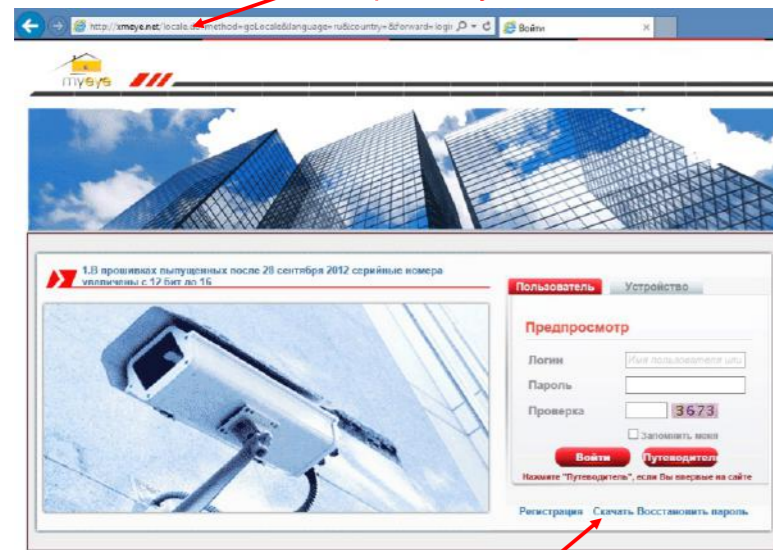 http://xmeye.net/locale.do?method=goLocale&language=ru&country=&forward=login
Войти
myeye
1.В прошивках выпущенных после 28 сентября 2012 серийные номера
увеличены с 12 бит до 16
Пользователь Устройство
Предпросмотр
Логин Имя пользователя или
Пароль
Проверка 3673
Запомнить меня
Войти Путеводител
Нажмите "Путеводитель", если Вы впервые на сайте
Регистрация Скачать Восстановить пароль